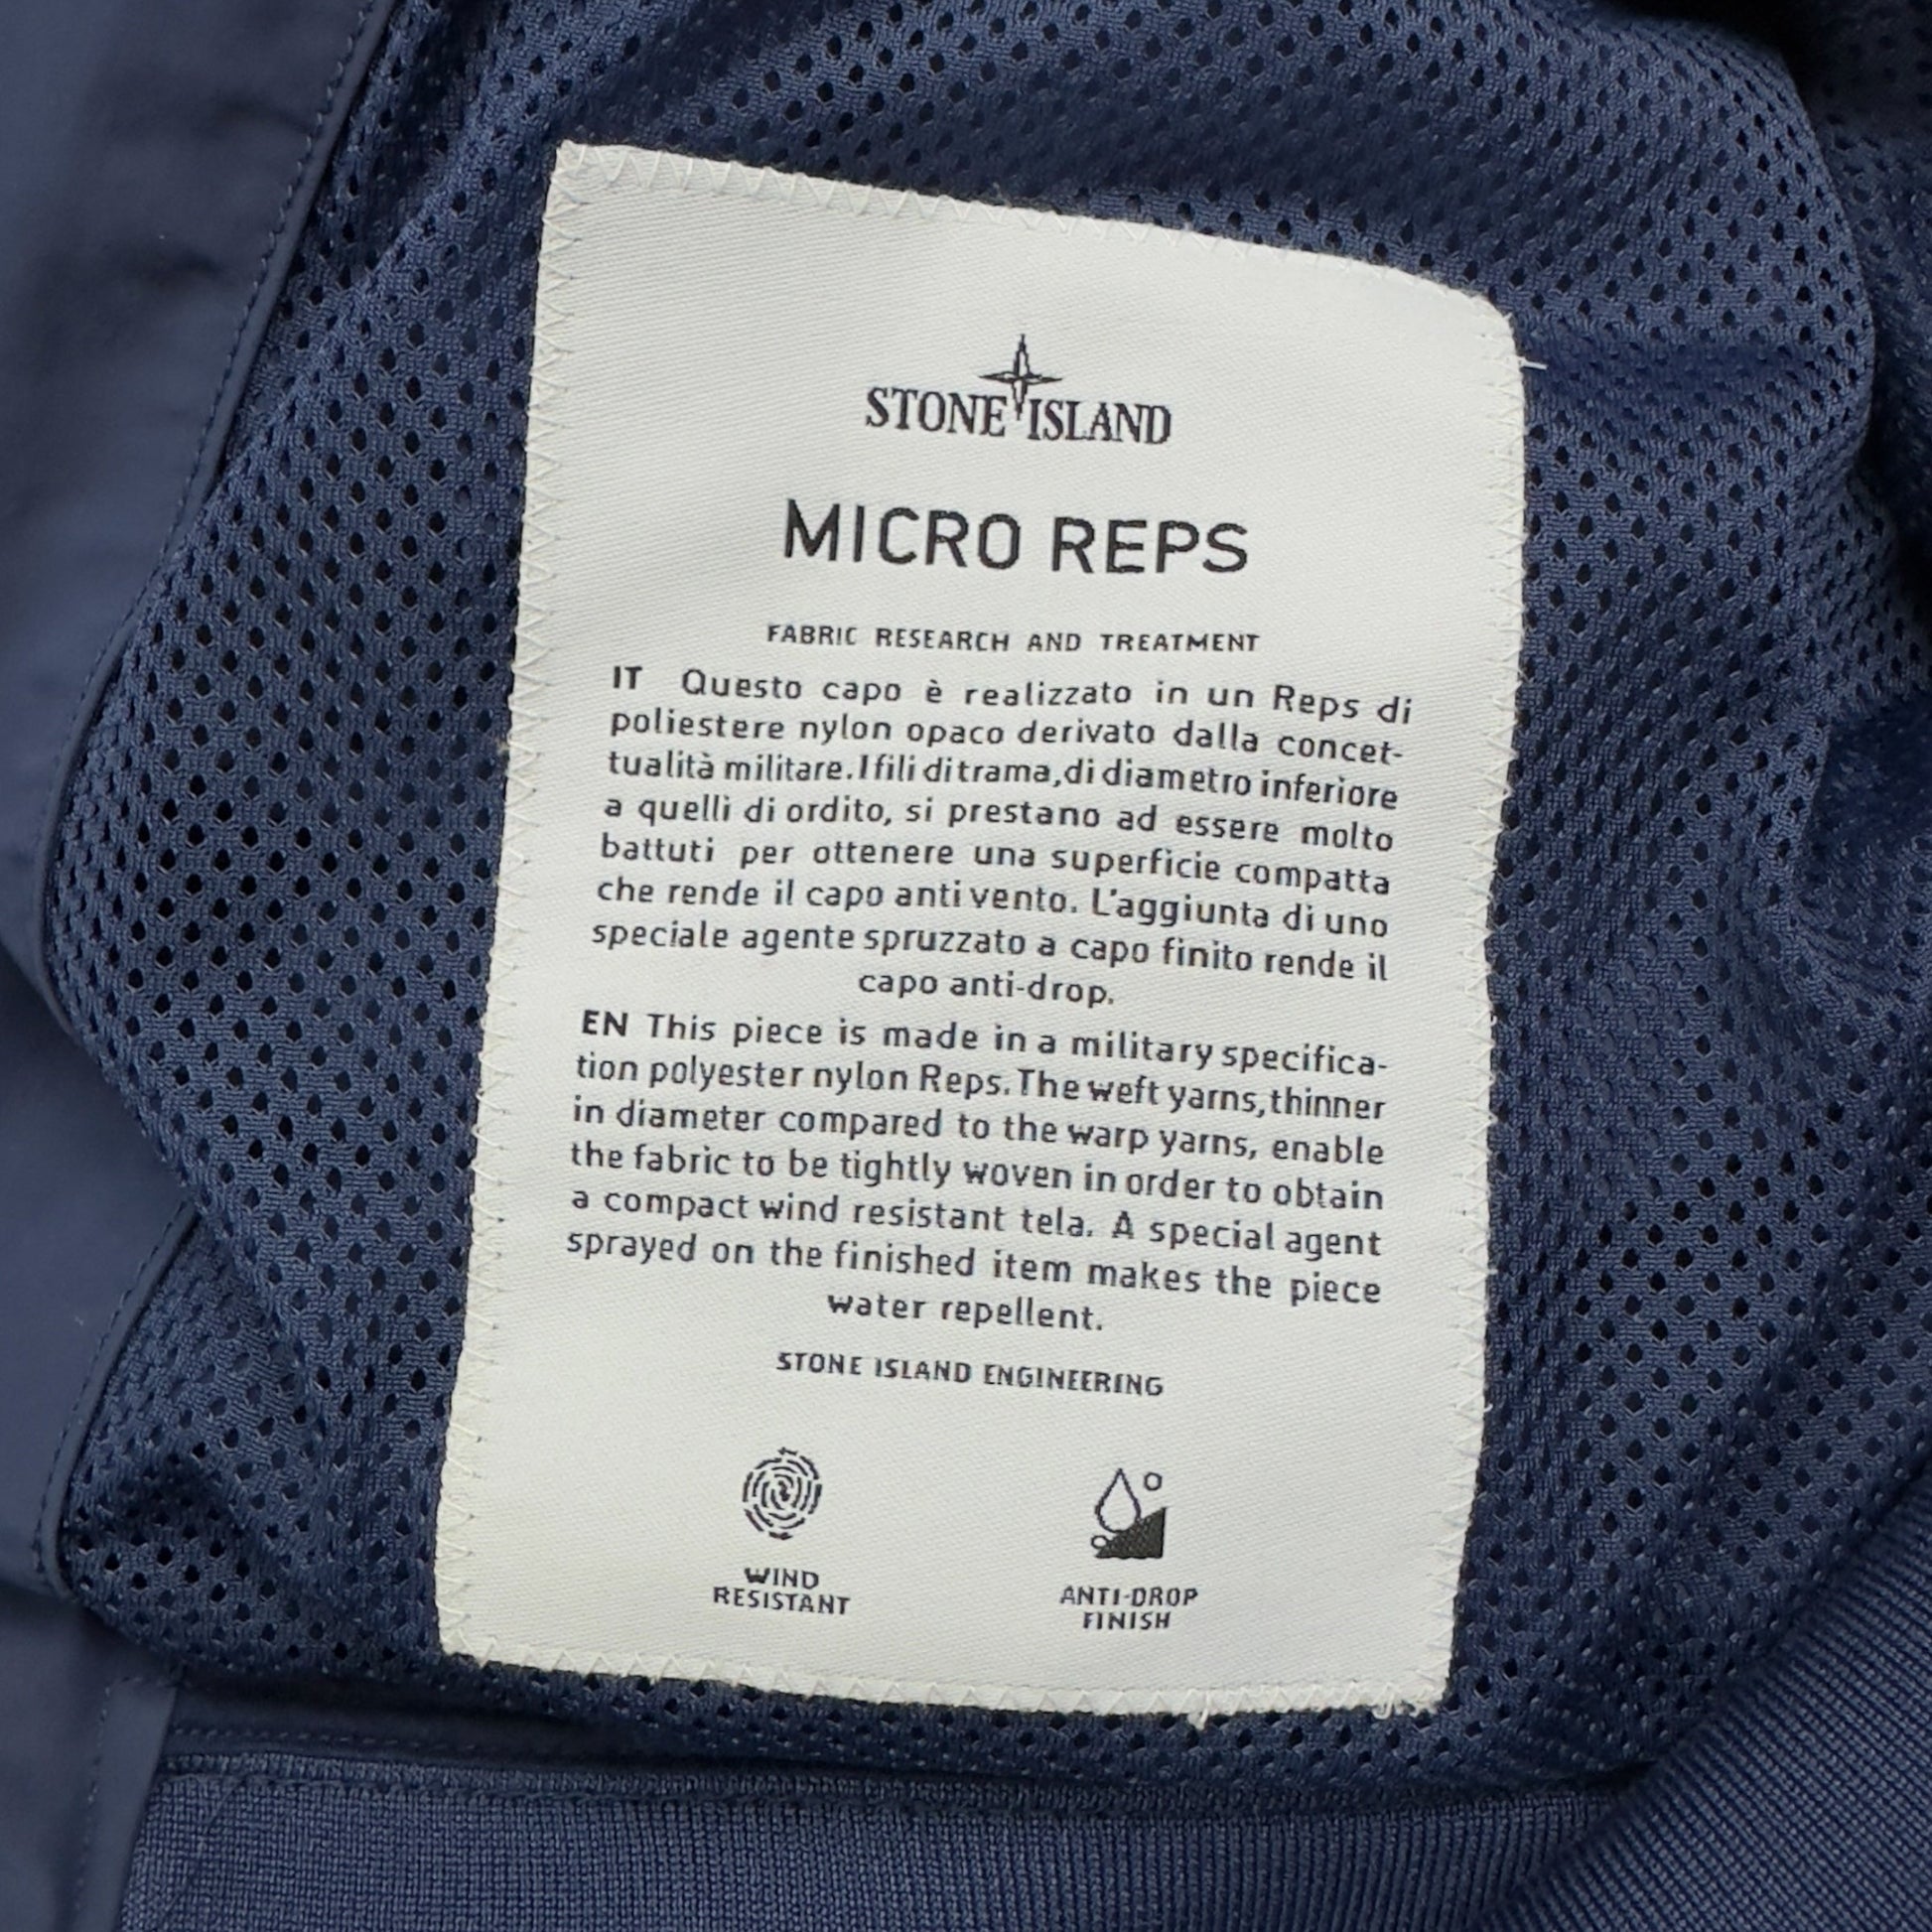 STONE ISLAND
MICRO REPS
FABRIC RESEARCH AND TREATMENT
IT Questo capo è realizzato in un Reps di
poliestere nylon opaco derivato dalla concet-
tualità militare. I fili di trama, di diametro inferiore
a quelli di ordito, si prestano ad essere molto
battuti per ottenere una superficie compatta
che rende il capo anti vento. L'aggiunta di uno
speciale agente spruzzato a capo finito rende il
capo anti-drop.
EN This piece is made in a military specifica-
tion polyester nylon Reps. The weft yarns, thinner
in diameter compared to the warp yarns, enable
the fabric to be tightly woven in order to obtain
a compact wind resistant tela. A special agent
sprayed on the finished item makes the piece
water repellent.
STONE ISLAND ENGINEERING
WIND
RESISTANT
ANTI-DROP
FINISH